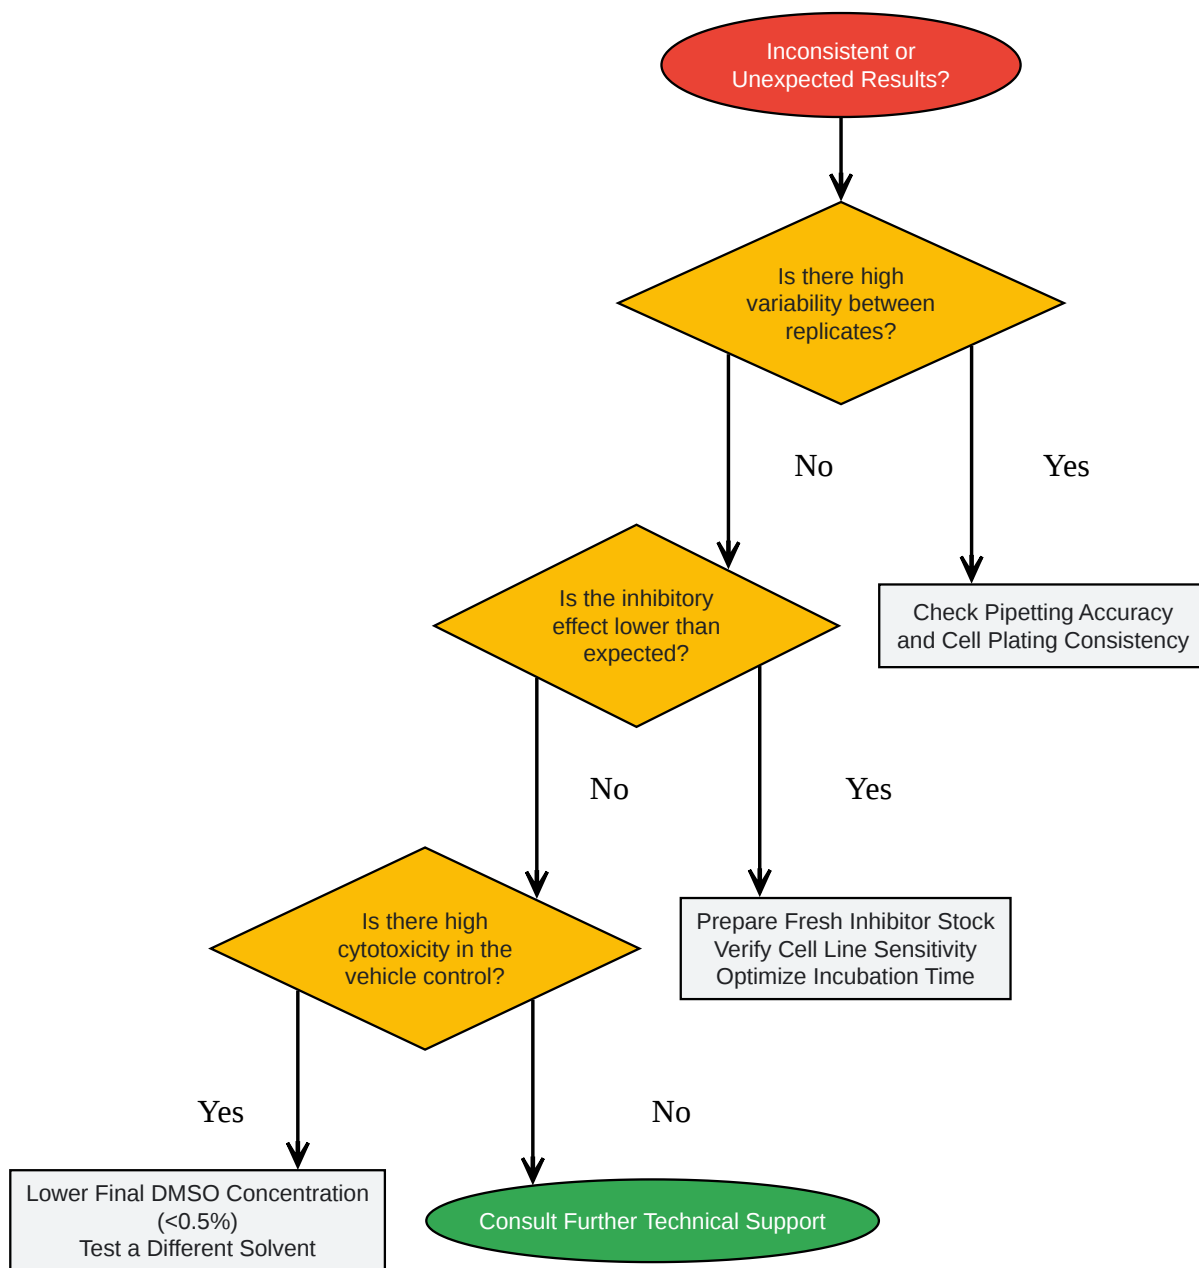 Inconsistent or
Unexpected Results?
Is there high
variability between
replicates?
No
Yes
Is the inhibitory
effect lower than
expected?
Check Pipetting Accuracy
and Cell Plating Consistency
No
Yes
Is there high
cytotoxicity in the
vehicle control?
Prepare Fresh Inhibitor Stock
Verify Cell Line Sensitivity
Optimize Incubation Time
Yes
No
Lower Final DMSO Concentration
(<0.5%)
Test a Different Solvent
Consult Further Technical Support